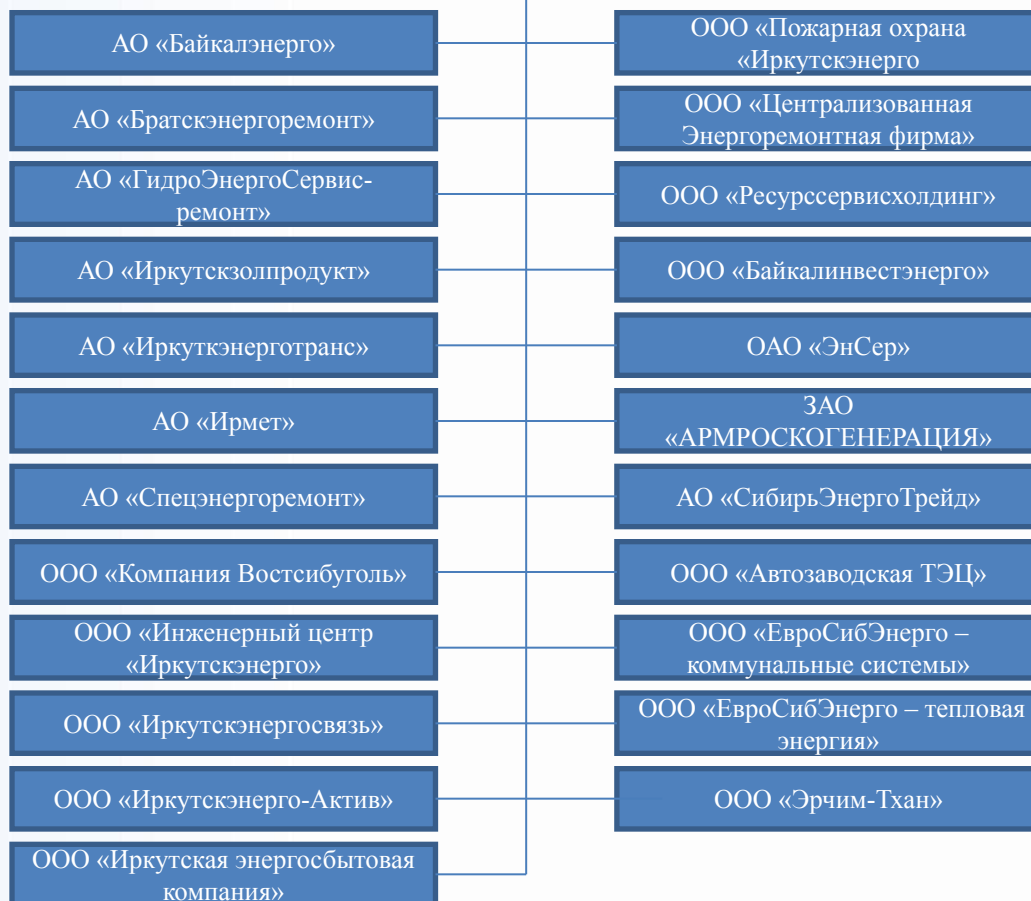 АО «Байкалэнерго»
ООО «Пожарная охрана
«Иркутскэнерго
АО «Братскэнергоремонт»
ООО «Централизованная
Энергоремонтная фирма»
АО «ГидроЭнергоСервис-
ремонт»
ООО «Ресурссервисхолдинг»
АО «Иркутскзолпродукт»
ООО «Байкалинвестэнерго»
АО «Иркуткэнерготранс»
ОАО «ЭнСер»
АО «Ирмет»
ЗАО
«АРМРОСКОГЕНЕРАЦИЯ»
АО «Спецэнергоремонт»
АО «СибирьЭнергоТрейд»
ООО «Компания Востсибуголь»
ООО «Автозаводская ТЭЦ»
ООО «Инженерный центр
«Иркутскэнерго»
ООО «ЕвроСибЭнерго –
коммунальные системы»
ООО «Иркутскэнергосвязь»
ООО «ЕвроСибЭнерго – тепловая
энергия»
ООО «Иркутскэнерго-Актив»
ООО «Эрчим-Тхан»
ООО «Иркутская энергосбытовая
компания»